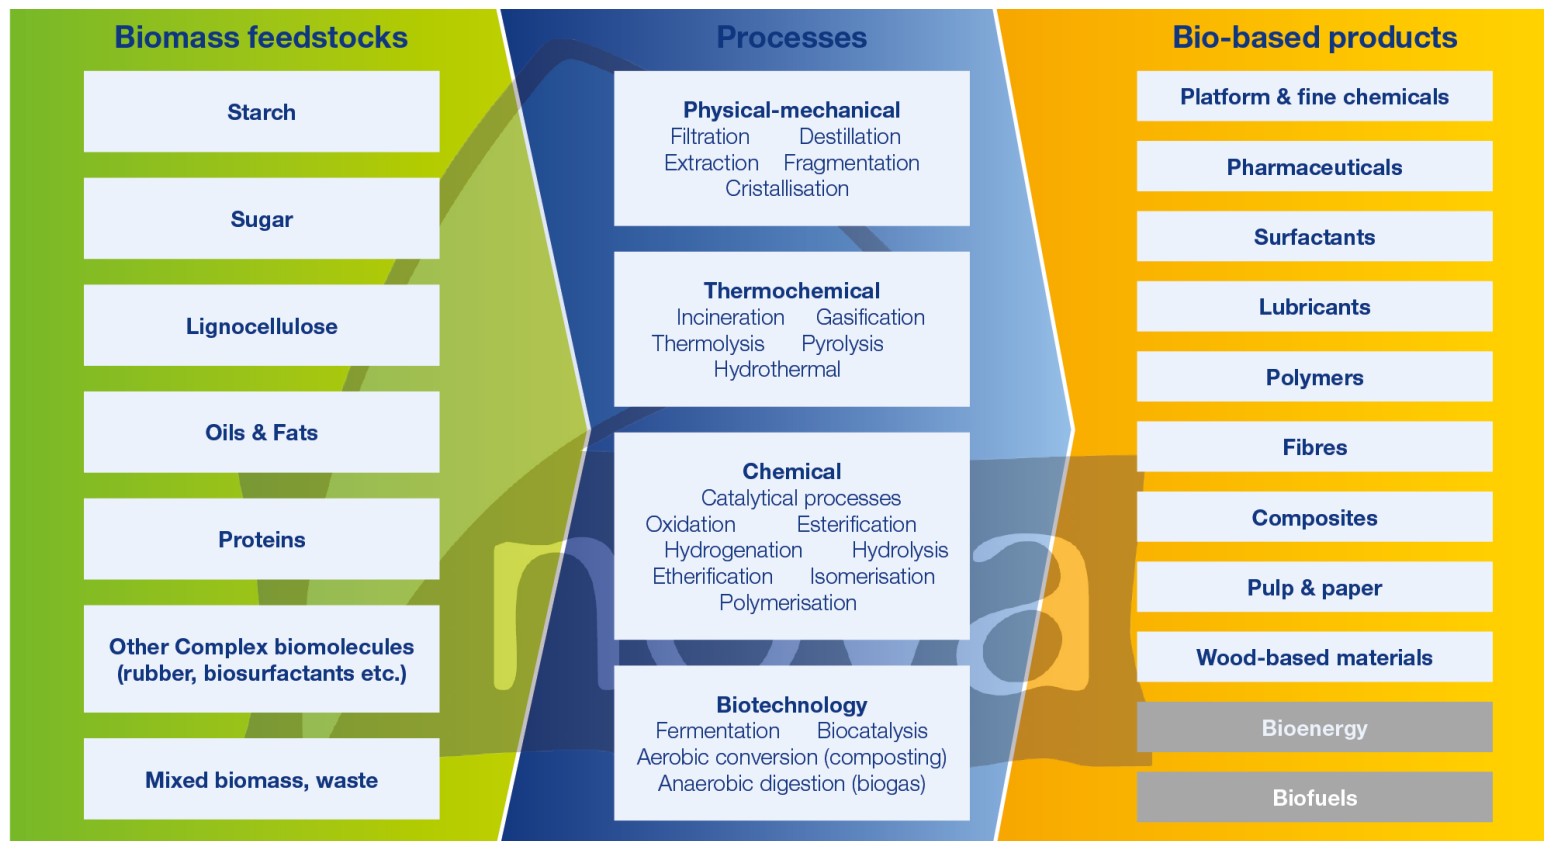 Biomass feedstocks
Starch
Sugar
Lignocellulose
Oils & Fats
Proteins
Other Complex biomolecules
(rubber, biosurfactants etc.)
Mixed biomass, waste
Processes
Physical-mechanical
Filtration Destillation
Extraction Fragmentation
Cristallisation
Thermochemical
Incineration Gasification
Thermolysis Pyrolysis
Hydrothermal
Chemical
Catalytical processes
Oxidation Esterification
Hydrogenation Hydrolysis
Etherification Isomerisation
Polymerisation
Biotechnology
Fermentation Biocatalysis
Aerobic conversion (composting)
Anaerobic digestion (biogas)
Bio-based products
Platform & fine chemicals
Pharmaceuticals
Surfactants
Lubricants
Polymers
Fibres
Composites
Pulp & paper
Wood-based materials
Bioenergy
Biofuels
nova